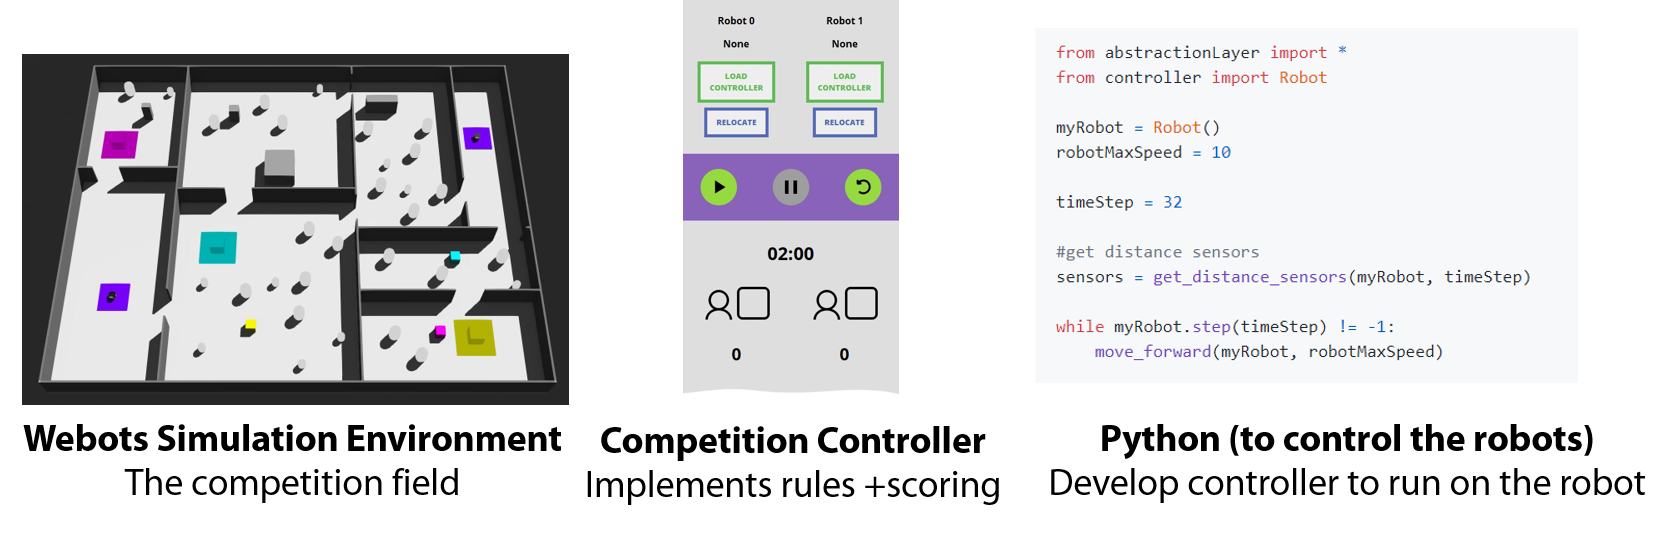 Robot 0
Robot 1
None
None
LOAD
CONTROLLER
LOAD
CONTROLLER
RELOCATE
RELOCATE
02:00
0
0
from abstractionLayer import *
from controller import Robot
myRobot = Robot()
robotMaxSpeed = 10
timeStep = 32
#get distance sensors
sensors = get_distance_sensors(myRobot, timeStep)
while myRobot.step(timeStep) != -1:
move_forward(myRobot, robotMaxSpeed)
Webots Simulation Environment
The competition field
Competition Controller
Implements rules +scoring
Python (to control the robots)
Develop controller to run on the robot